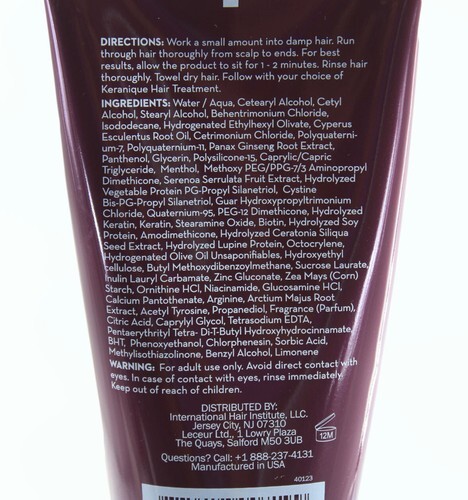 DIRECTIONS: Work a small amount into damp hair. Run
through hair thoroughly from scalp to ends. For best
results, allow the product to sit for 1 - 2 minutes. Rinse hair
thoroughly. Towel dry hair. Follow with your choice of
Keranique Hair Treatment.
INGREDIENTS: Water / Aqua, Cetearyl Alcohol, Cetyl
Alcohol, Stearyl Alcohol, Behentrimonium Chloride,
Isododecane, Hydrogenated Ethylhexyl Olivate, Cyperus
Esculentus Root Oil, Cetrimonium Chloride, Polyquaterni-
um-7, Polyquaternium-11, Panax Ginseng Root Extract,
Panthenol, Glycerin, Polysilicone-15, Caprylic/Capric
Triglyceride, Menthol, Methoxy PEG/PPG-7/3 Aminopropyl
Dimethicone, Serenoa Serrulata Fruit Extract, Hydrolyzed
Vegetable Protein PG-Propyl Silanetriol, Cystine
Bis-PG-Propyl Silanetriol, Guar Hydroxypropyltrimonium
Chloride, Quaternium-95, PEG-12 Dimethicone, Hydrolyzed
Keratin, Keratin, Stearamine Oxide, Biotin, Hydrolyzed Soy
Protein, Amodimethicone, Hydrolyzed Ceratonia Siliqua
Seed Extract, Hydrolyzed Lupine Protein, Octocrylene,
Hydrogenated Olive Oil Unsaponifiables, Hydroxyethyl
cellulose, Butyl Methoxydibenzoylmethane, Sucrose Laurate,
Inulin Lauryl Carbamate, Zinc Gluconate, Zea Mays (Corn)
Starch, Ornithine HCl, Niacinamide, Glucosamine HCl,
Calcium Pantothenate, Arginine, Arctium Majus Root
Extract, Acetyl Tyrosine, Propanediol, Fragrance (Parfum),
Citric Acid, Caprylyl Glycol, Tetrasodium EDTA,
Pentaerythrityl Tetra- Di-T-Butyl Hydroxyhydrocinnamate,
BHT, Phenoxyethanol, Chlorphenesin, Sorbic Acid,
Methylisothiazolinone, Benzyl Alcohol, Limonene
WARNING: For adult use only. Avoid direct contact with
eyes. In case of contact with eyes, rinse immediately.
Keep out of reach of children.
DISTRIBUTED BY:
International Hair Institute, LLC.
Jersey City, NJ 07310
Leceur Ltd., 1 Lowry Plaza
The Quays, Salford M50 3UB
12M
Questions? Call: +1 888-237-4131
Manufactured in USA
40123